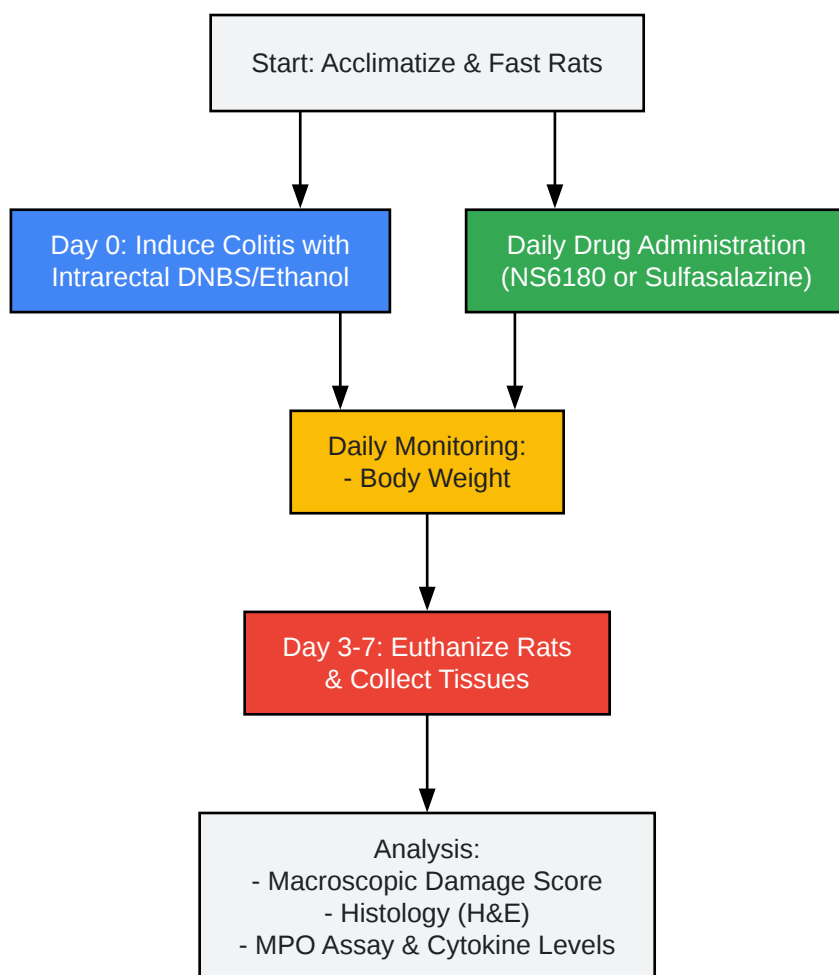 Start: Acclimatize & Fast Rats
Day 0: Induce Colitis with
Intrarectal DNBS/Ethanol
Daily Drug Administration
(NS6180 or Sulfasalazine)
Daily Monitoring:
- Body Weight
Day 3-7: Euthanize Rats
& Collect Tissues
Analysis:
- Macroscopic Damage Score
- Histology (H&E)
- MPO Assay & Cytokine Levels